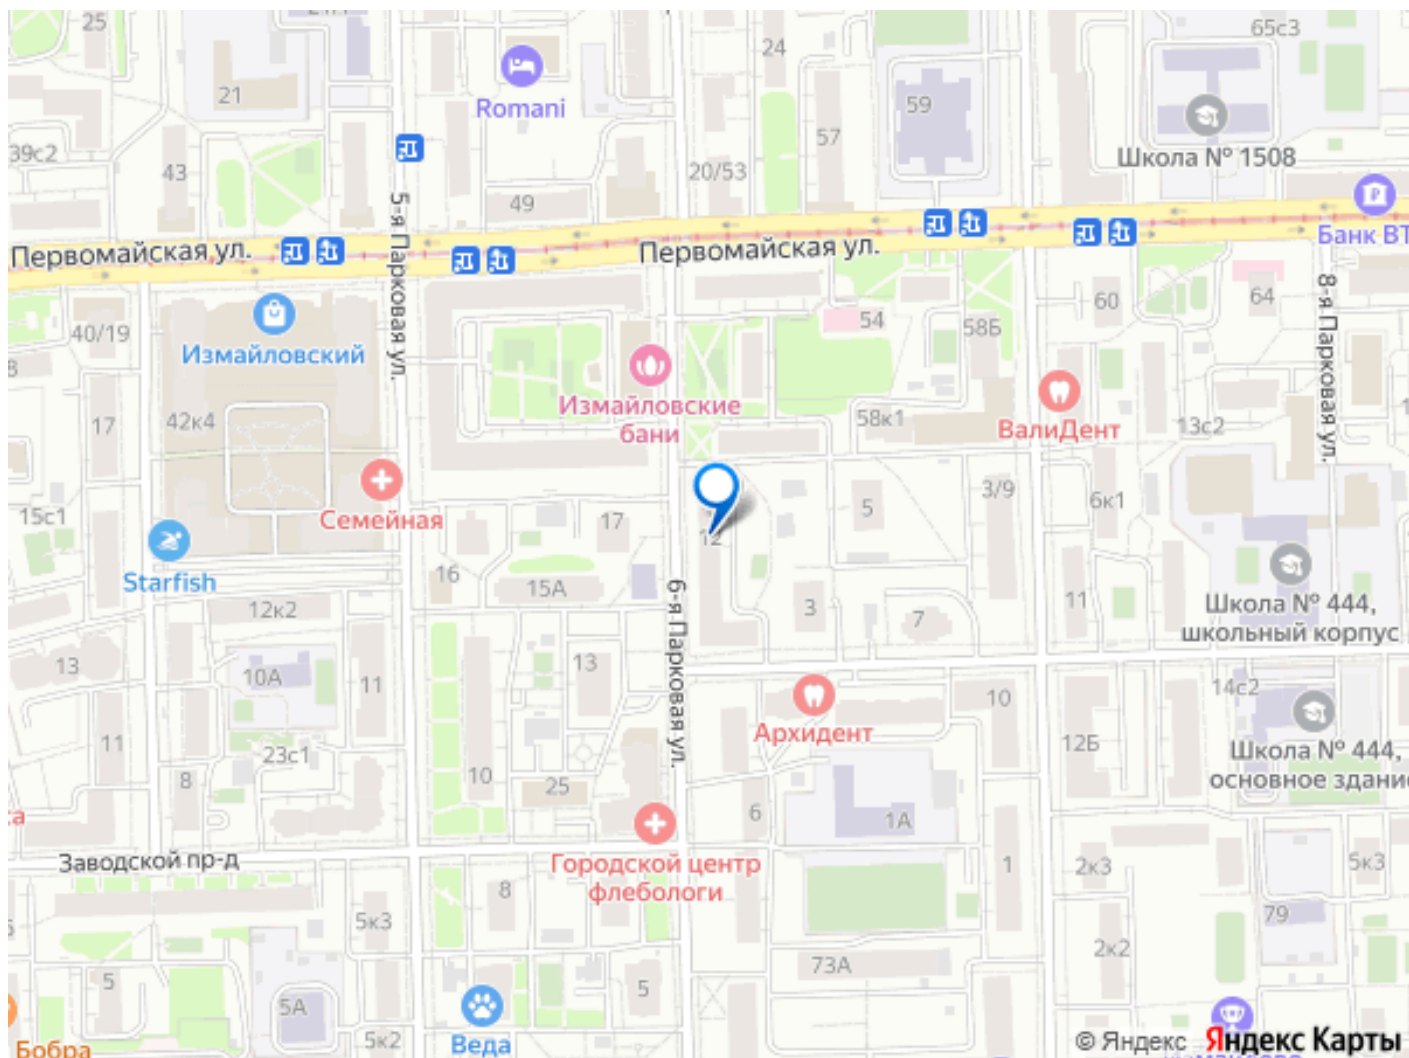 25
24
65с3
21
Romani
59
57
39с2
43
20/53
Школа № 1508
49
5-я Парковая ул.
Первомайская ул.
Первомайская ул.
Банк ВТ
8-я Парковая ул.
40/19
Измайловский
54
58Б
60
64
Измайловские
бани
17
42к4
58к1
ВалиДент
13с2
Семейная
15с1
17
12
5
3/9
6к1
Starfish
16
15А
6-я Парковая ул.
3
7
11
Школа № 444,
школьный корпус
12к2
13
10А
11
13
Архидент
10
14с2
11
23с1
8
10
25
12Б
Школа № 444,
основное здание
6
1А
Заводской пр-д
Городской центр
флебологи
1
2к3
5к3
8
5к3
79
73А
2к2
5
5А
5
5к2
Веда
Бобра
© Яндекс Яндекс Карты